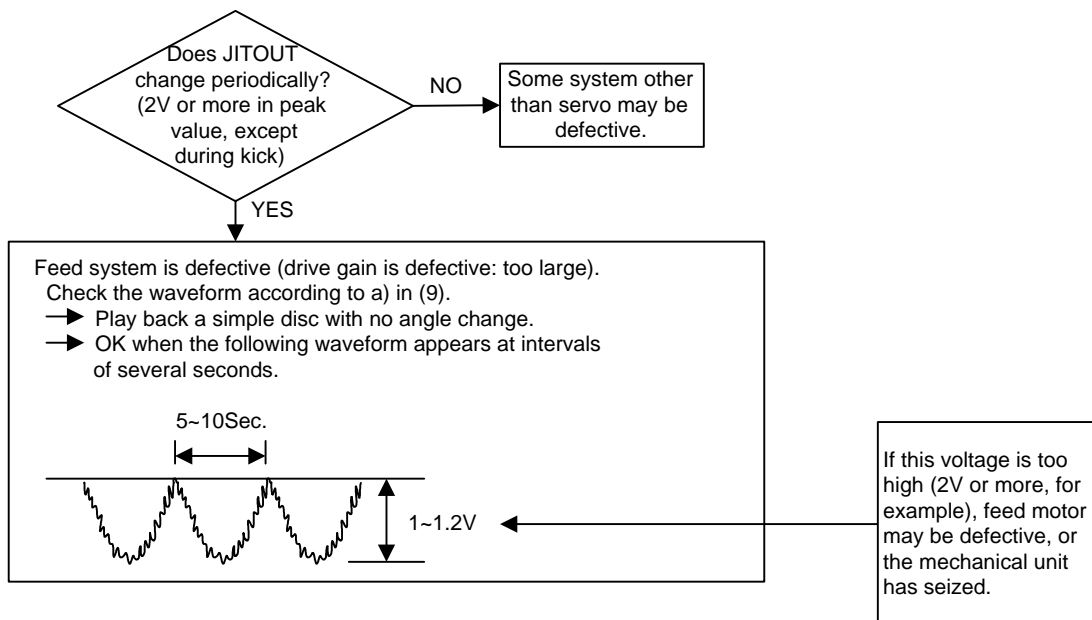 Does JITOUT
change periodically?
(2V or more in peak
value, except
during kick)
NO
Some system other
than servo may be
defective.
YES
Feed system is defective (drive gain is defective: too large).
Check the waveform according to a) in (9).
Play back a simple disc with no angle change.
OK when the following waveform appears at intervals
of several seconds.
5~10Sec.
1~1.2V
If this voltage is too
high (2V or more, for
example), feed motor
may be defective, or
the mechanical unit
has seized.